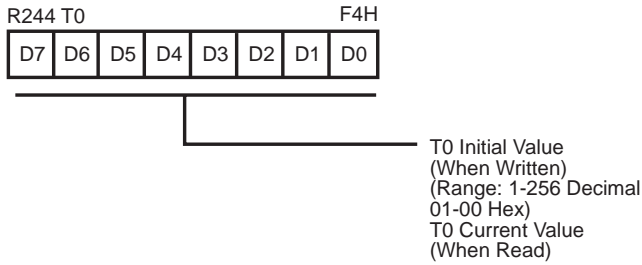 R244 T0 F4H
D7 D6 D5 D4 D3 D2 D1 D0
T0 Initial Value
(When Written)
(Range: 1-256 Decimal
01-00 Hex)
T0 Current Value
(When Read)